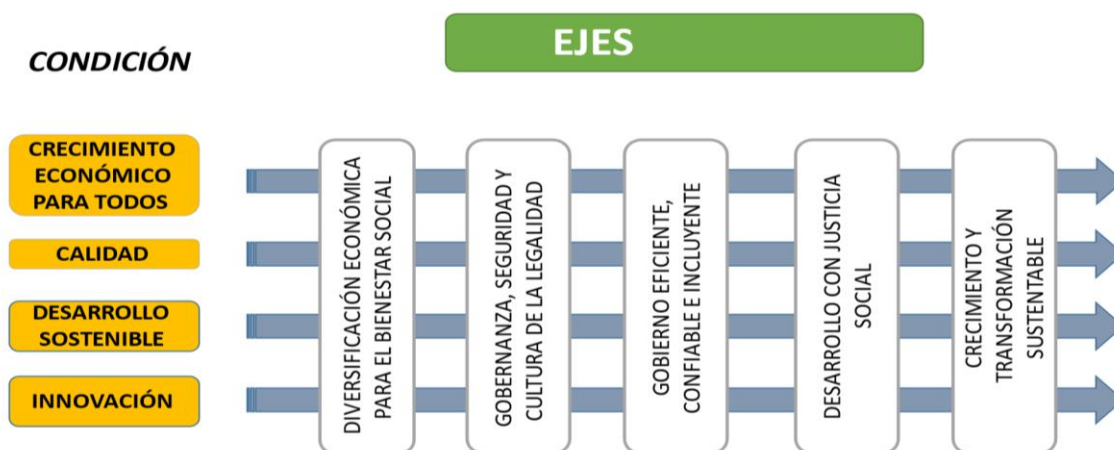 EJES
CONDICIÓN
CRECIMIENTO
ECONÓMICO
PARA TODOS
CALIDAD
DESARROLLO
SOSTENIBLE
INNOVACIÓN
DIVERSIFICACIÓN ECONÓMICA
PARA EL BIENESTAR SOCIAL
GOBERNANZA, SEGURIDAD Y
CULTURA DE LA LEGALIDAD
GOBIERNO EFICIENTE,
CONFIABLE E INCLUYENTE
DESARROLLO CON JUSTICIA
SOCIAL
CRECIMIENTO Y
TRANSFORMACIÓN
SUSTENTABLE